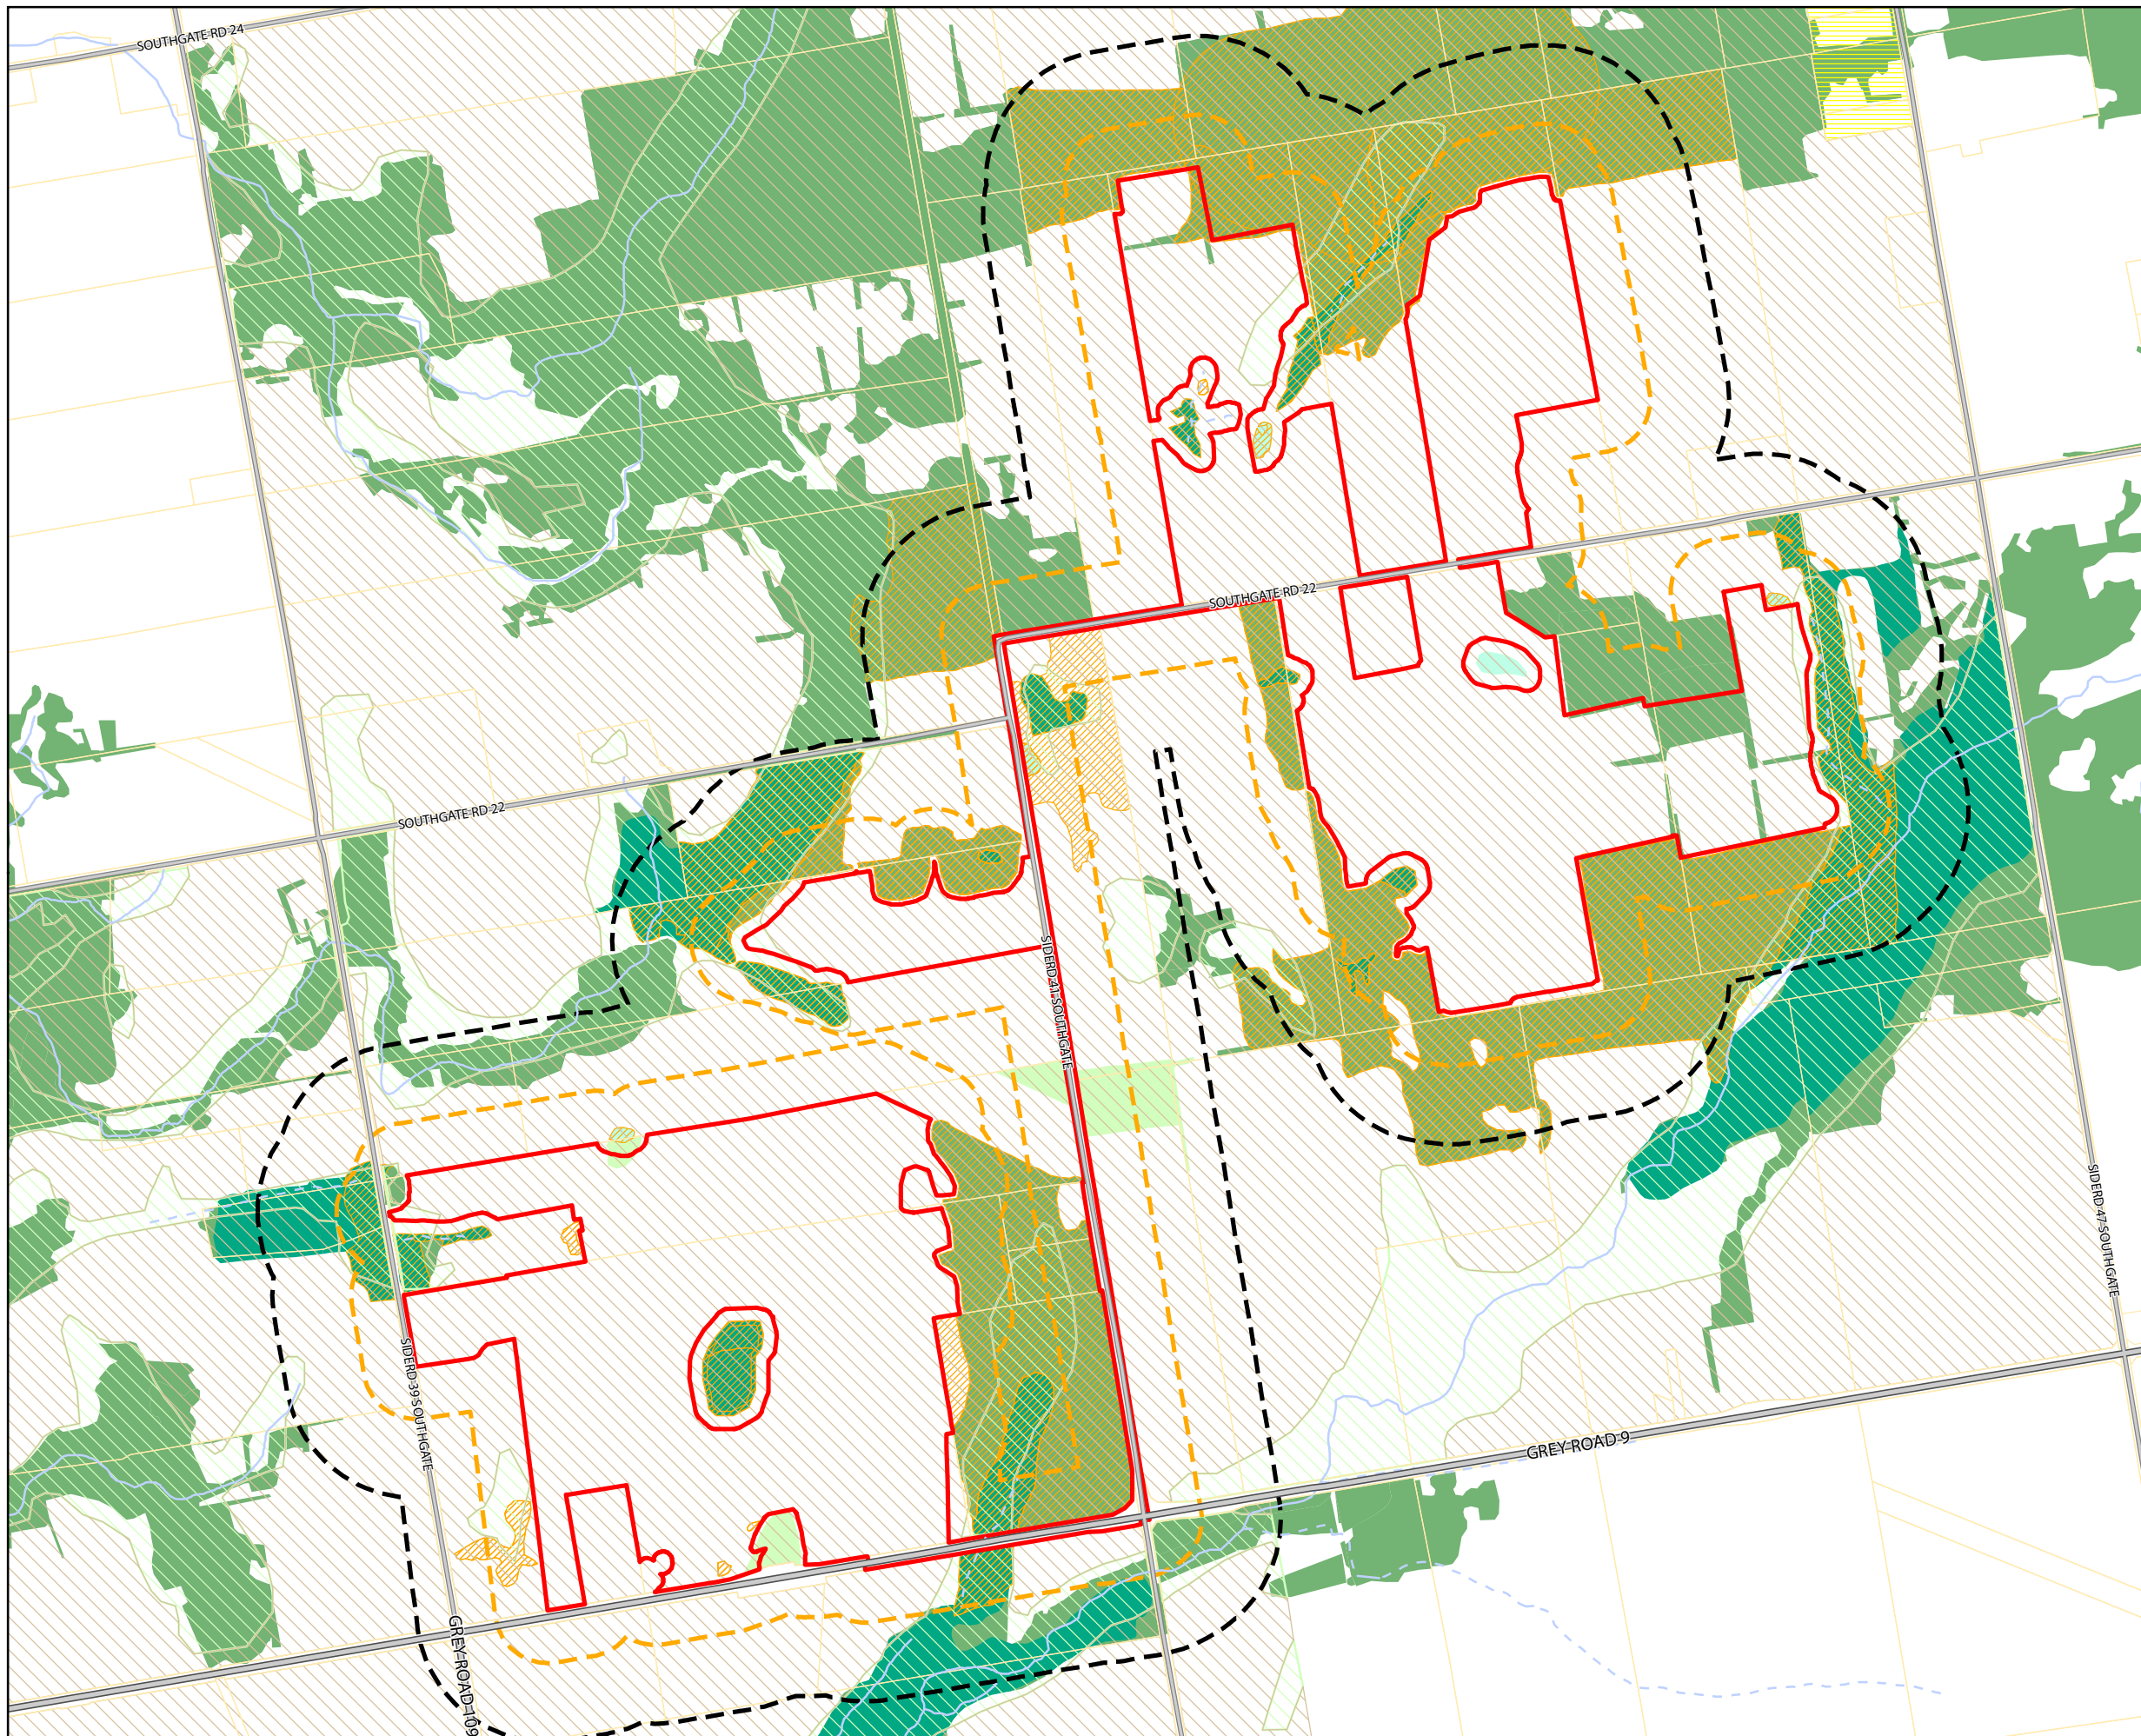 SOUTHGATE RD 24
SOUTHGATE RD 22
SOUTHGATE RD 22
SIDERD 41 SOUTHGATE
SIDERD 47 SOUTHGATE
SIDERD 39 SOUTHGATE
GREY ROAD 9
GREY ROAD 109